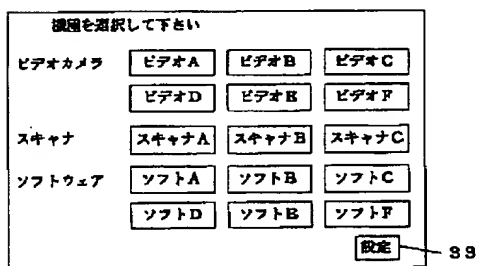 機種を選択して下さい
ビデオカメラ ビデオA ビデオB ビデオC
ビデオD ビデオE ビデオF
スキャナ スキャナA スキャナB スキャナC
ソフトウェア ソフトA ソフトB ソフトC
ソフトD ソフトE ソフトF
設定 33